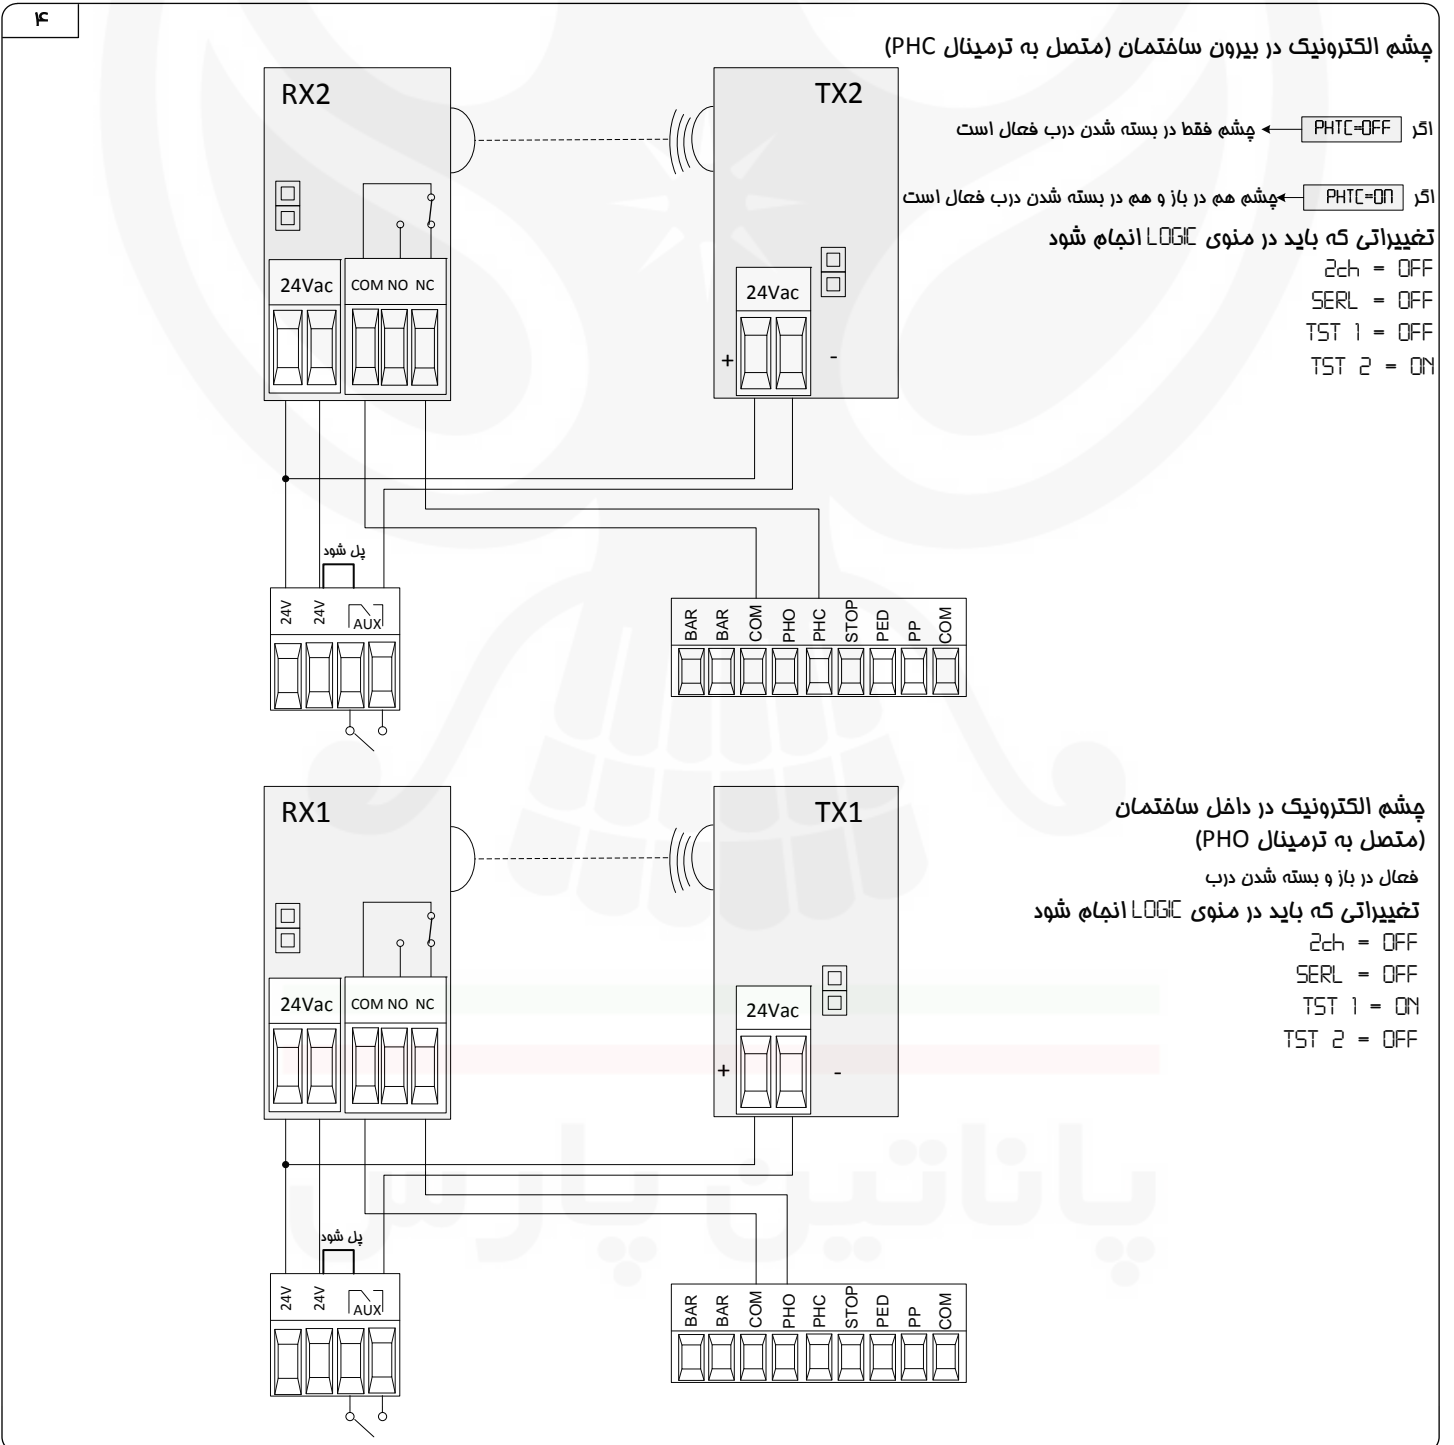 ۴
چشم الکترونیک در بیرون ساختمان (متصل به ترمینال PHC)
اگر PHTC=OFF چشم فقط در بسته شدن درب فعال است
اگر PHTC=ON چشم هم در باز و هم در بسته شدن درب فعال است
تغییراتی که باید در منوی LOGIC انجام شود
2ch = OFF
SERL = OFF
TST 1 = OFF
TST 2 = ON
RX2
TX2
24Vac
COM NO NC
24Vac
+
-
پل شود
24V
24V
AUX
BAR
BAR
COM
PHO
PHC
STOP
PED
PP
COM
چشم الکترونیک در داخل ساختمان
(متصل به ترمینال PHO)
فعال در باز و بسته شدن درب
تغییراتی که باید در منوی LOGIC انجام شود
2ch = OFF
SERL = OFF
TST 1 = ON
TST 2 = OFF
RX1
TX1
24Vac
COM NO NC
24Vac
+
-
پل شود
24V
24V
AUX
BAR
BAR
COM
PHO
PHC
STOP
PED
PP
COM
پاناتین پارس